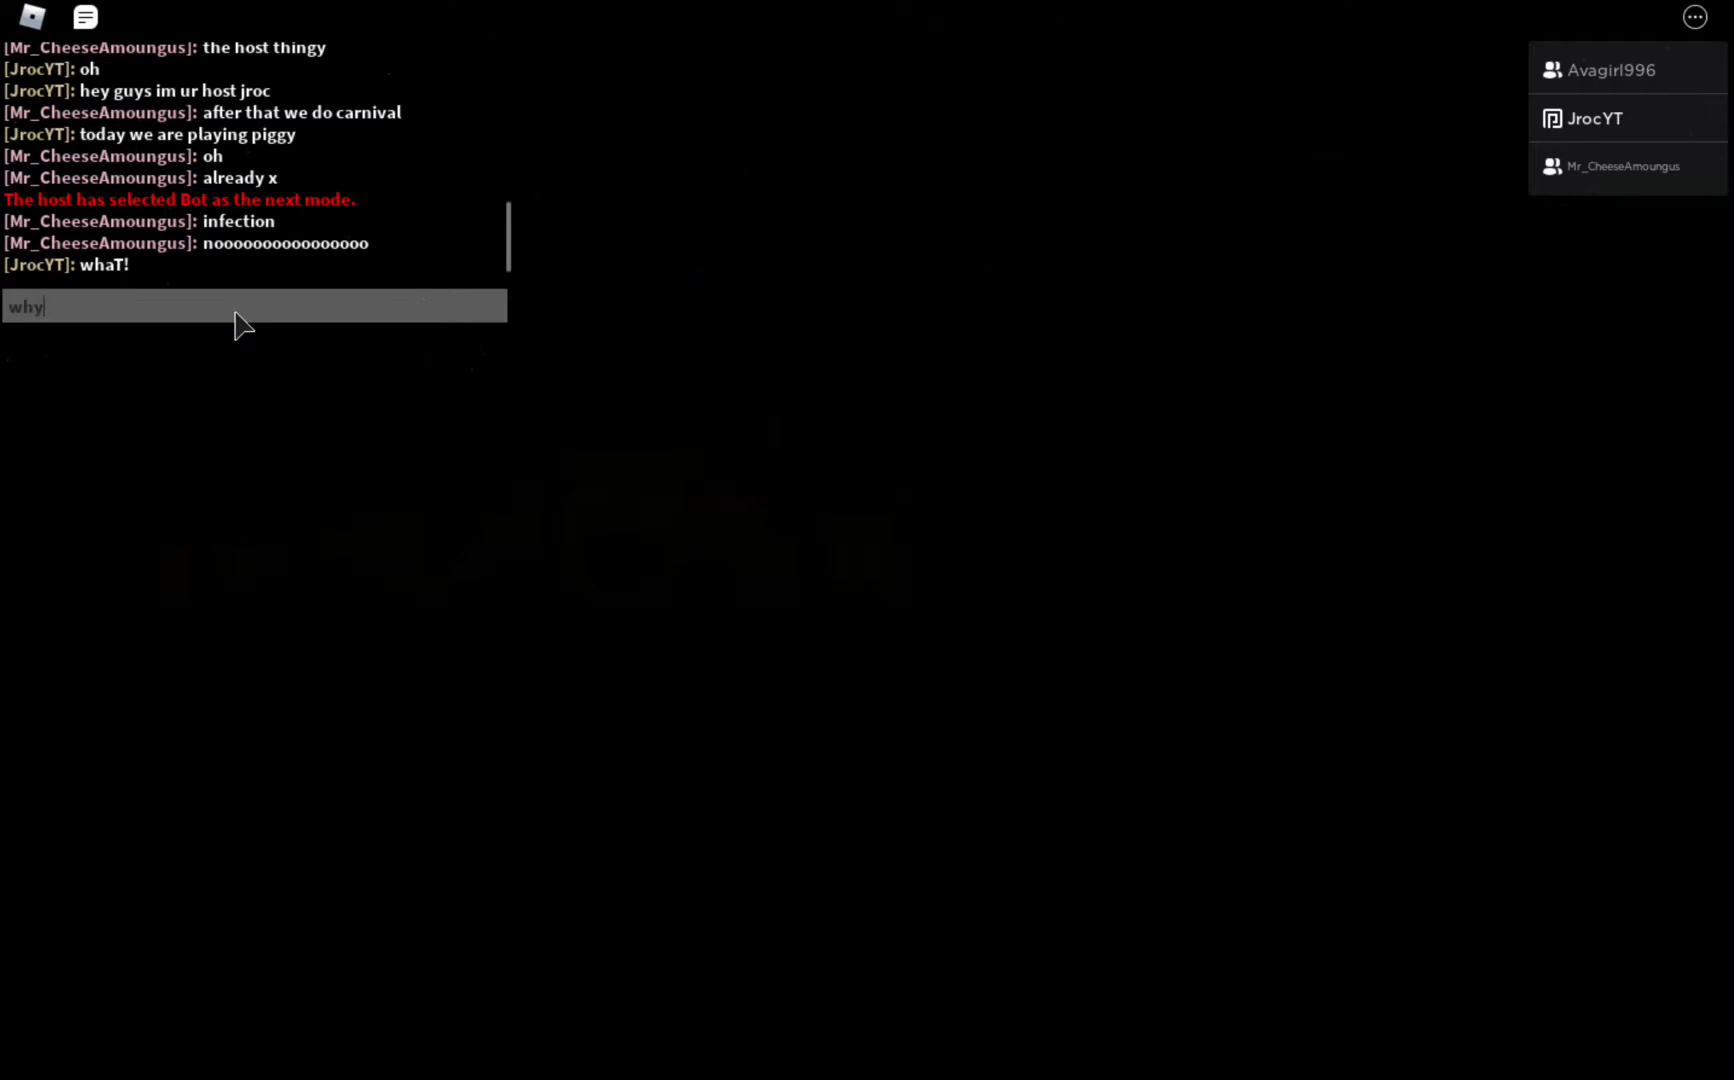 [Mr_CheeseAmoungus]: the host thingy
[JrocYT]: oh
[JrocYT]: hey guys im ur host jroc
[Mr_CheeseAmoungus]: after that we do carnival
[JrocYT]: today we are playing piggy
[Mr_CheeseAmoungus]: oh
[Mr_CheeseAmoungus]: already x
The host has selected Bot as the next mode.
[Mr_CheeseAmoungus]: infection
[Mr_CheeseAmoungus]: noooooooooooooooo
[JrocYT]: whaT!
why
Avagirl996
JrocYT
Mr_CheeseAmoungus